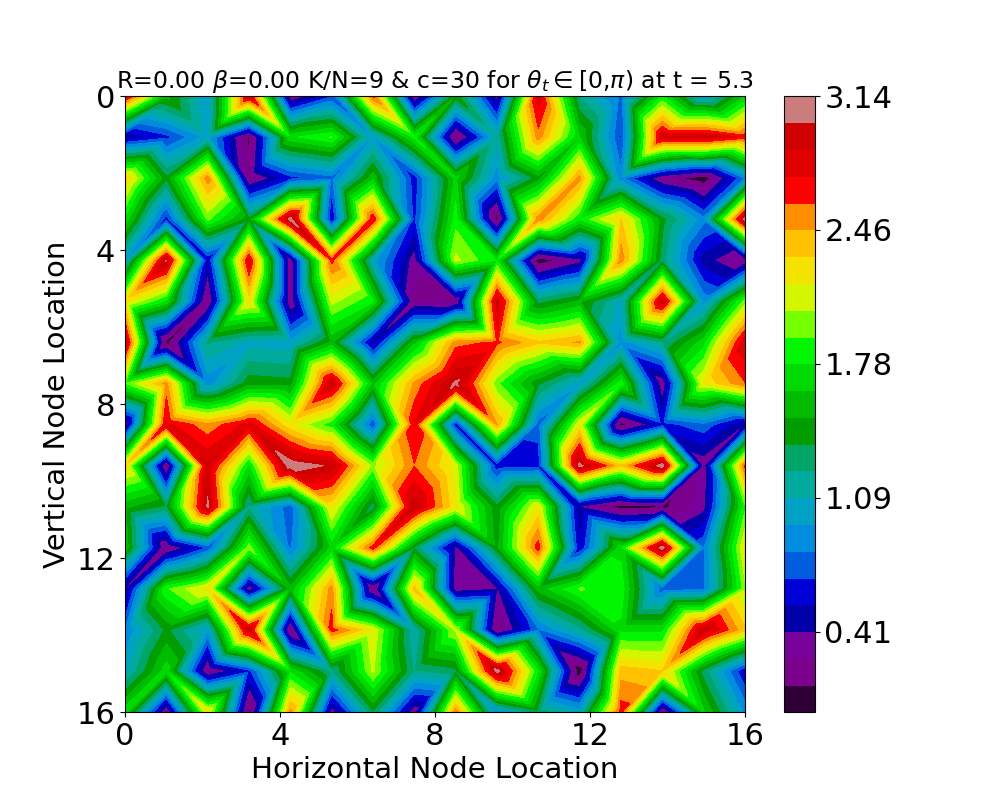 R=0.00 β=0.00 K/N=9 & c=30 for θ_t ∈ [0,π) at t = 5.3
0
4
8
12
16
Vertical Node Location
0 4 8 12 16
Horizontal Node Location
3.14
2.46
1.78
1.09
0.41